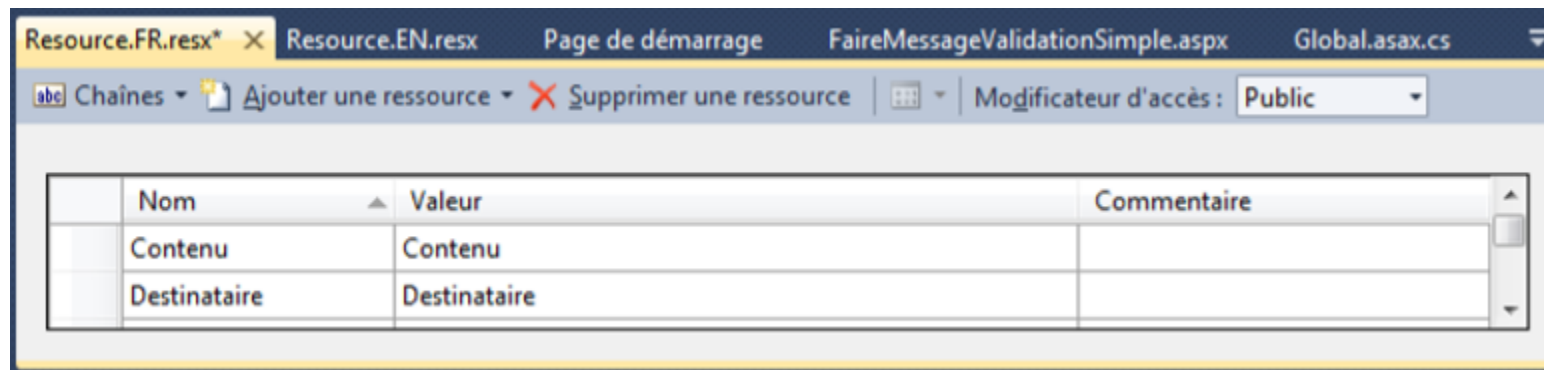 Resource.FR.resx* Resource.EN.resx Page de démarrage FaireMessageValidationSimple.aspx Global.asax.cs
abc Chaînes Ajouter une ressource Supprimer une ressource Modificateur d'accès : Public
Nom Valeur Commentaire
Contenu Contenu
Destinataire Destinataire